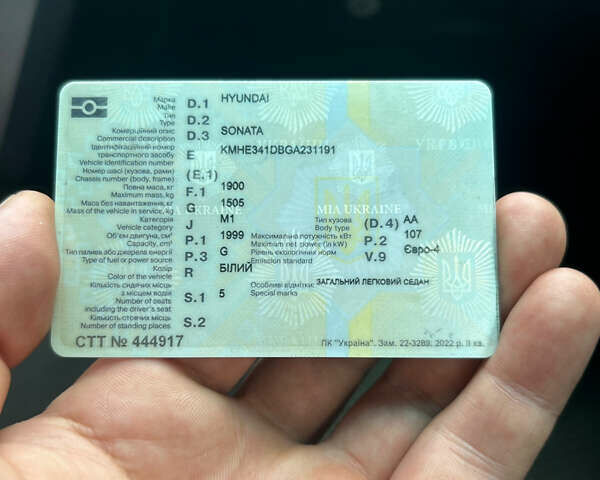 Марка D.1 HYUNDAI
Make
Тип D.2
Type
Комерційний опис D.3 SONATA
Commercial description
Ідентифікаційний номер KMHE341DBGA231191
транспортного засобу E
Vehicle identification number
Номер шасі (кузова, рами) (E.1)
Chassis number (body, frame)
Повна маса, кг F.1 1900
Maximum mass, kg
Маса без навантаження, кг G 1505
Mass of the vehicle in service, kg
MIA UKRAINE MIA UKRAINE
Категорія J M1 Тип кузова (D.4) АА
Vehicle category Body type
Об'єм двигуна, см³ P.1 1999 Максимальна потужність кВт P.2 107
Capacity, cm³ Maximum net power (in kW)
Тип палива або джерела енергії P.3 G Рівень екологічних норм V.9 Євро-4
Type of fuel or power source Emission standard
Колір R БІЛИЙ
Color of the vehicle
Кількість сидячих місць Особливі відмітки: ЗАГАЛЬНИЙ ЛЕГКОВИЙ СЕДАН
з місцем водія S.1 5 Special marks
Number of seats
including the driver's seat
Кількість стоячих місць S.2
Number of standing places
СТТ № 444917 ПК "Україна". Зам. 22-3289. 2022 р. II кв.